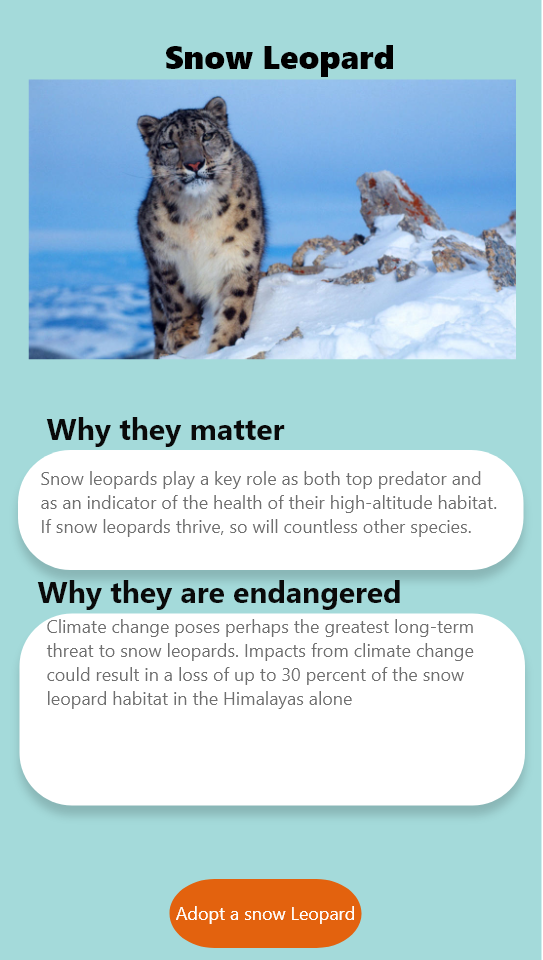 Snow Leopard
Why they matter
Snow leopards play a key role as both top predator and
as an indicator of the health of their high-altitude habitat.
If snow leopards thrive, so will countless other species.
Why they are endangered
Climate change poses perhaps the greatest long-term
threat to snow leopards. Impacts from climate change
could result in a loss of up to 30 percent of the snow
leopard habitat in the Himalayas alone
Adopt a snow Leopard